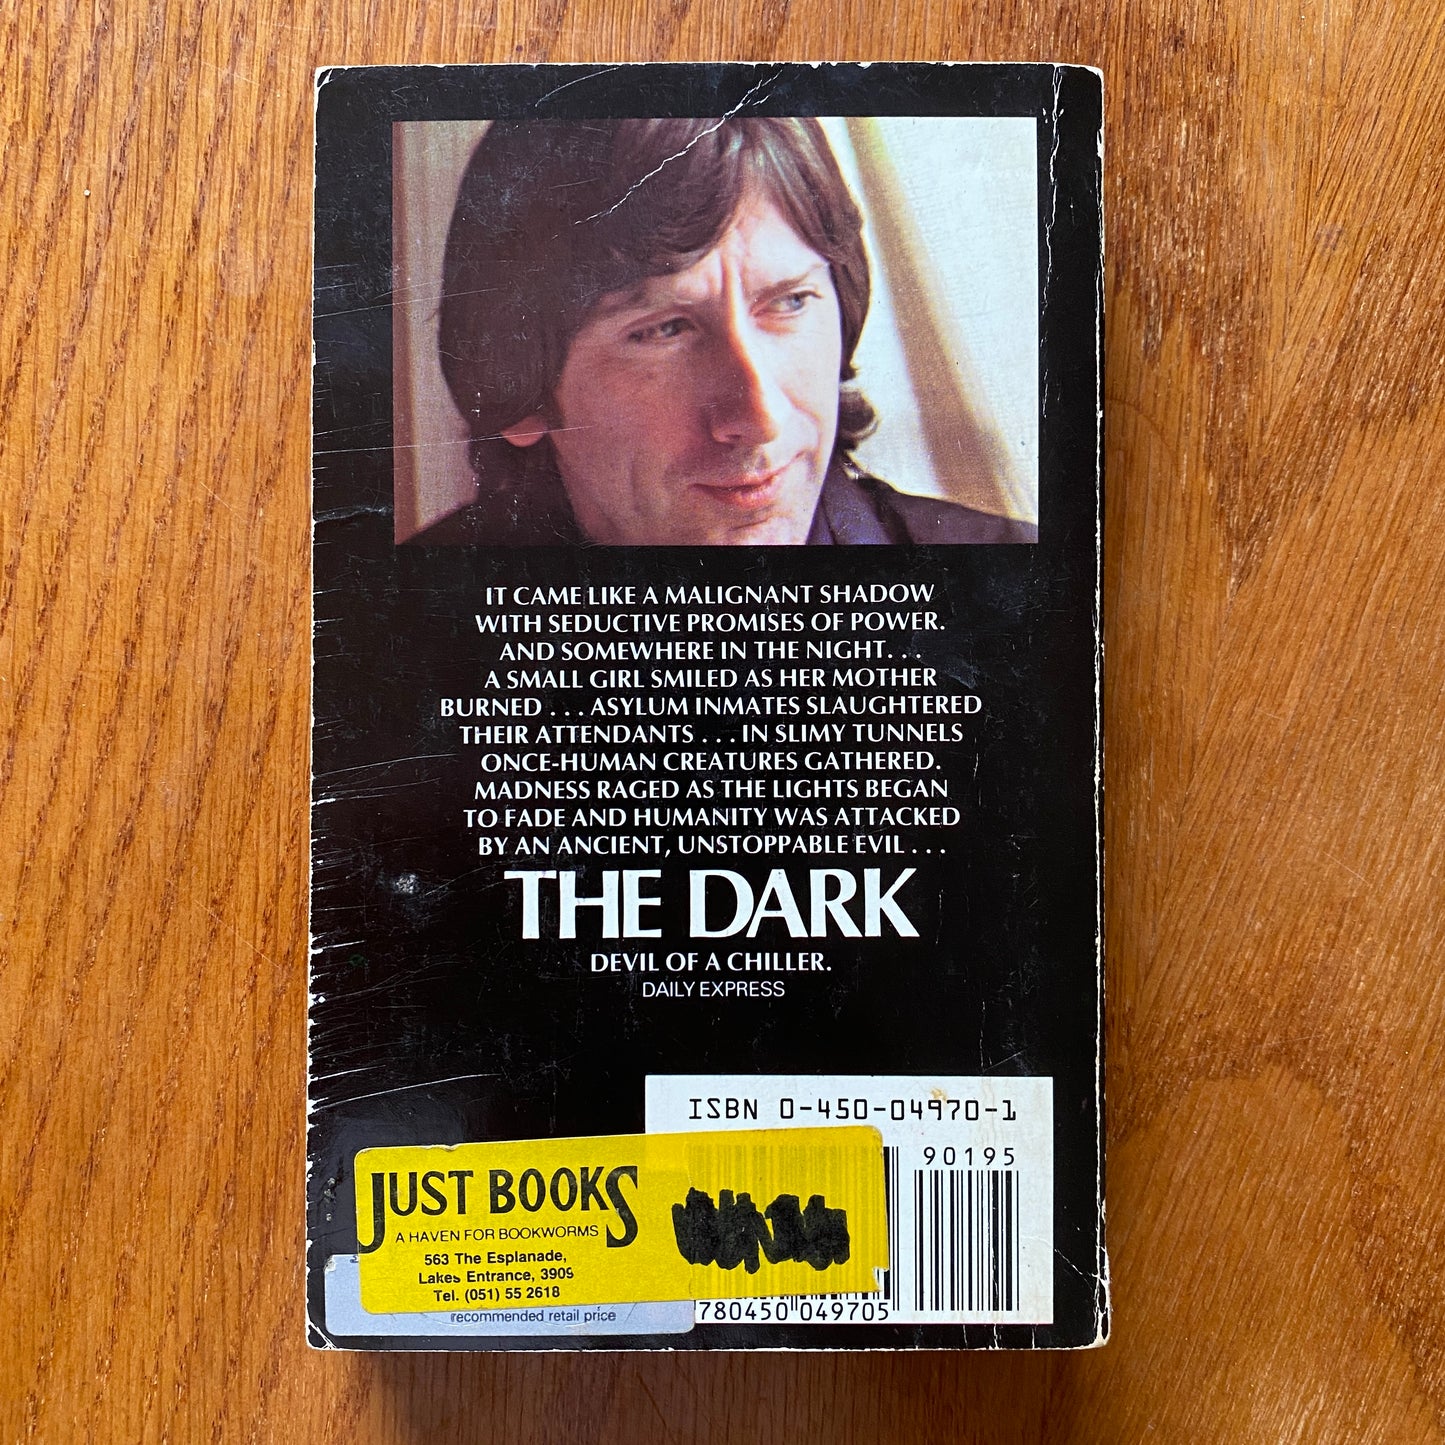 IT CAME LIKE A MALIGNANT SHADOW
WITH SEDUCTIVE PROMISES OF POWER.
AND SOMEWHERE IN THE NIGHT...
A SMALL GIRL SMILED AS HER MOTHER
BURNED...ASYLUM INMATES SLAUGHTERED
THEIR ATTENDANTS...IN SLIMY TUNNELS
ONCE-HUMAN CREATURES GATHERED.
MADNESS RAGED AS THE LIGHTS BEGAN
TO FADE AND HUMANITY WAS ATTACKED
BY AN ANCIENT, UNSTOPPABLE EVIL...
THE DARK
DEVIL OF A CHILLER.
DAILY EXPRESS
ISBN 0-450-04970-1
90195
JUST BOOKS
A HAVEN FOR BOOKWORMS
563 The Esplanade,
Lakes Entrance, 3909
Tel. (051) 55 2618
recommended retail price
780450 049705